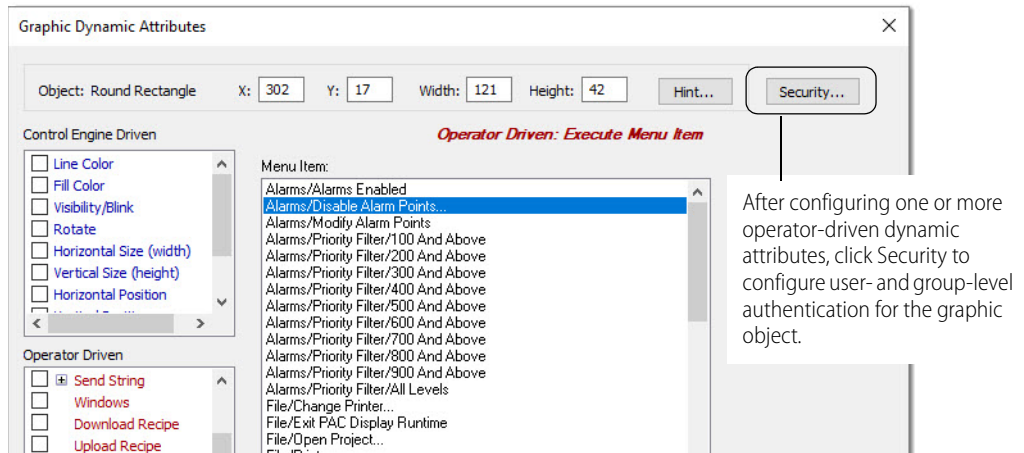 Graphic Dynamic Attributes
Object: Round Rectangle X: 302 Y: 17 Width: 121 Height: 42 Hint... Security...
Control Engine Driven
Operator Driven: Execute Menu Item
Line Color
Fill Color
Visibility/Blink
Rotate
Horizontal Size (width)
Vertical Size (height)
Horizontal Position
Menu Item:
Alarms/Alarms Enabled
Alarms/Disable Alarm Points...
Alarms/Modify Alarm Points
Alarms/Priority Filter/100 And Above
Alarms/Priority Filter/200 And Above
Alarms/Priority Filter/300 And Above
Alarms/Priority Filter/400 And Above
Alarms/Priority Filter/500 And Above
Alarms/Priority Filter/600 And Above
Alarms/Priority Filter/700 And Above
Alarms/Priority Filter/800 And Above
Alarms/Priority Filter/900 And Above
Alarms/Priority Filter/All Levels
File/Change Printer...
File/Exit PAC Display Runtime
File/Open Project...
Operator Driven
Send String
Windows
Download Recipe
Upload Recipe
After configuring one or more
operator-driven dynamic
attributes, click Security to
configure user- and group-level
authentication for the graphic
object.